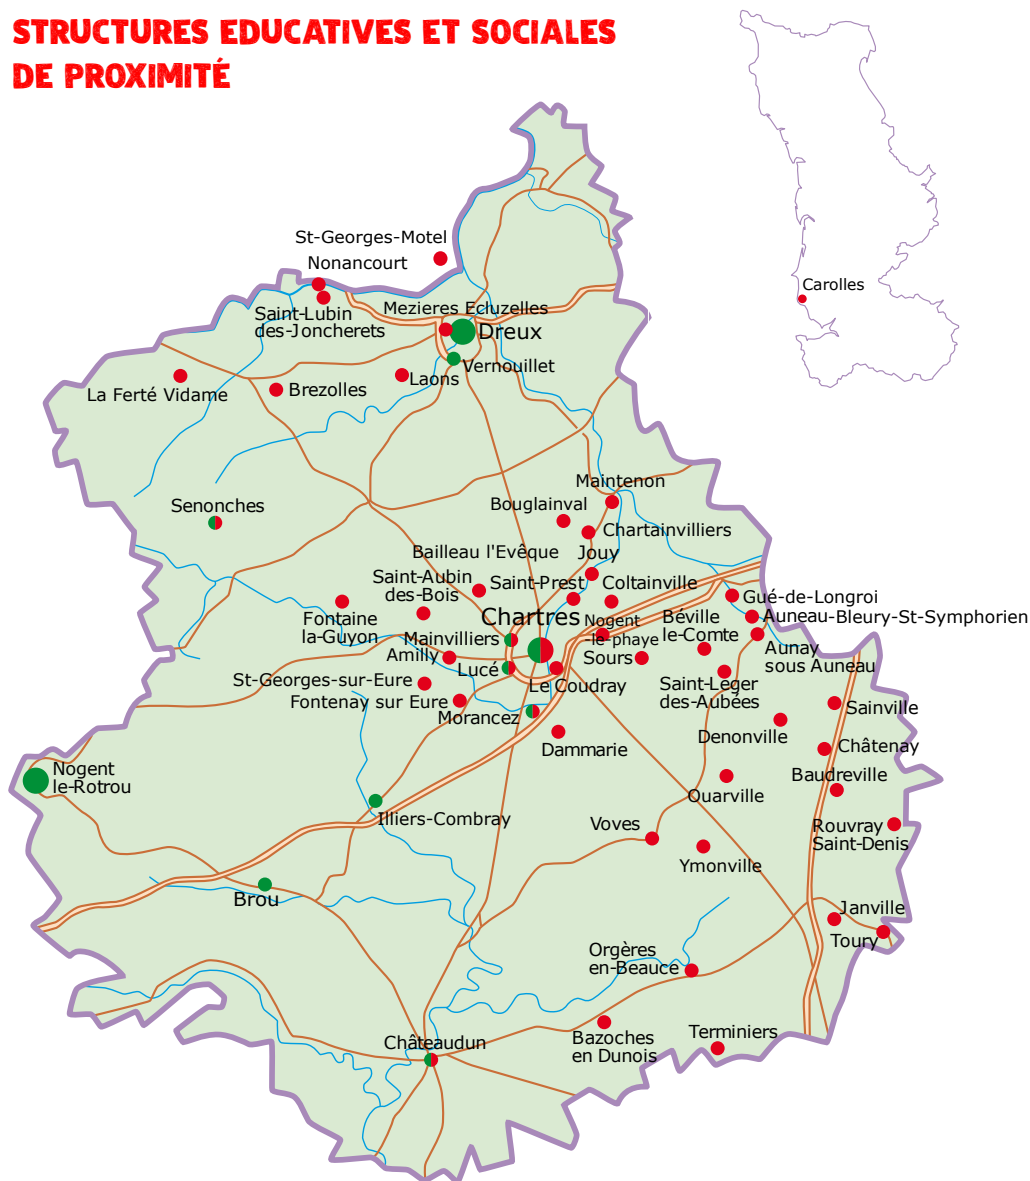 STRUCTURES EDUCATIVES ET SOCIALES
DE PROXIMITÉ
Carolles
St-Georges-Motel
Nonancourt
Saint-Lubin
des-Joncherets
Mezieres Ecluzelles
Dreux
Vernouillet
Laons
Brezolles
La Ferté Vidame
Senonches
Maintenon
Bouglainval
Chartainvilliers
Bailleau l'Evêque
Jouy
Saint-Aubin
des-Bois
Saint-Prest
Coltainville
Gué-de-Longroi
Fontaine
la-Guyon
Chartres
Nogent
-le-phaye
Béville
le-Comte
Auneau-Bleury-St-Symphorien
Mainvilliers
Aunay
sous Auneau
Amilly
Lucé
Sours
Le Coudray
St-Georges-sur-Eure
Saint-Léger
des-Aubées
Fontenay sur Eure
Morancez
Sainville
Dammarie
Denonville
Châtenay
Nogent
le-Rotrou
Baudreville
Ouarville
Illiers-Combray
Voves
Rouvray
Saint-Denis
Ymonville
Brou
Janville
Toury
Orgères
en-Beauce
Châteaudun
Bazoches
en Dunois
Terminiers